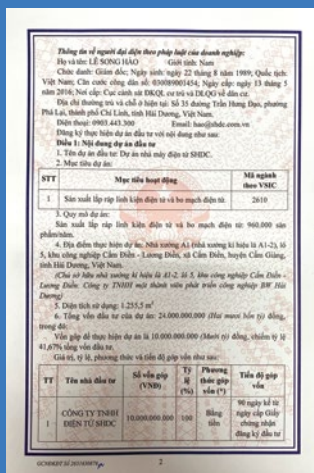 Thông tin về người đại diện theo pháp luật của doanh nghiệp:
Họ và tên: LÊ SONG HÀO Giới tính: Nam
Chức danh: Giám đốc; Ngày sinh: ngày 22 tháng 8 năm 1989; Quốc tịch:
Việt Nam; Căn cước công dân số: 030089001454; Ngày cấp: ngày 13 tháng 5
năm 2016; Nơi cấp: Cục cảnh sát ĐKQL cư trú và DLQG về dân cư.
Địa chỉ thường trú và chỗ ở hiện tại: Số 35 đường Trần Hưng Đạo, phường
Phả Lại, thành phố Chí Linh, tỉnh Hải Dương, Việt Nam.
Điện thoại: 0903.443.300 Email: hao@shdc.com.vn
Đăng ký thực hiện dự án đầu tư với nội dung như sau:
Điều 1: Nội dung dự án đầu tư
1. Tên dự án đầu tư: Dự án nhà máy điện tử SHDC.
2. Mục tiêu dự án:
STT Mục tiêu hoạt động Mã ngành
theo VSIC
1 Sản xuất lắp ráp linh kiện điện tử và bo mạch điện tử. 2610
3. Quy mô dự án:
Sản xuất lắp ráp linh kiện điện tử và bo mạch điện tử: 960.000 sản
phẩm/năm.
4. Địa điểm thực hiện dự án: Nhà xưởng A1 (nhà xưởng kí hiệu là A1-2), lô
5, khu công nghiệp Cẩm Điền - Lương Điền, xã Cẩm Điền, huyện Cẩm Giàng,
tỉnh Hải Dương, Việt Nam.
(Chủ sở hữu nhà xưởng kí hiệu là A1-2, lô 5, khu công nghiệp Cẩm Điền -
Lương Điền: Công ty TNHH một thành viên phát triển công nghiệp BW Hải
Dương)
5. Diện tích sử dụng: 1.255,5 m²
6. Tổng vốn đầu tư của dự án: 24.000.000.000 (Hai mươi bốn tỷ) đồng,
trong đó:
Vốn góp để thực hiện dự án là 10.000.000.000 (Mười tỷ) đồng, chiếm tỷ lệ
41,67% tổng vốn đầu tư.
Giá trị, tỷ lệ, phương thức và tiến độ góp vốn như sau:
STT Tên nhà đầu tư Số vốn góp
(VNĐ) Tỷ
lệ
(%) Phương
thức góp
vốn (*) Tiến độ góp
vốn
1 CÔNG TY TNHH
ĐIỆN TỬ SHDC 10.000.000.000 100 Bằng
tiền 90 ngày kể từ
ngày cấp Giấy
chứng nhận
đăng ký đầu tư
2